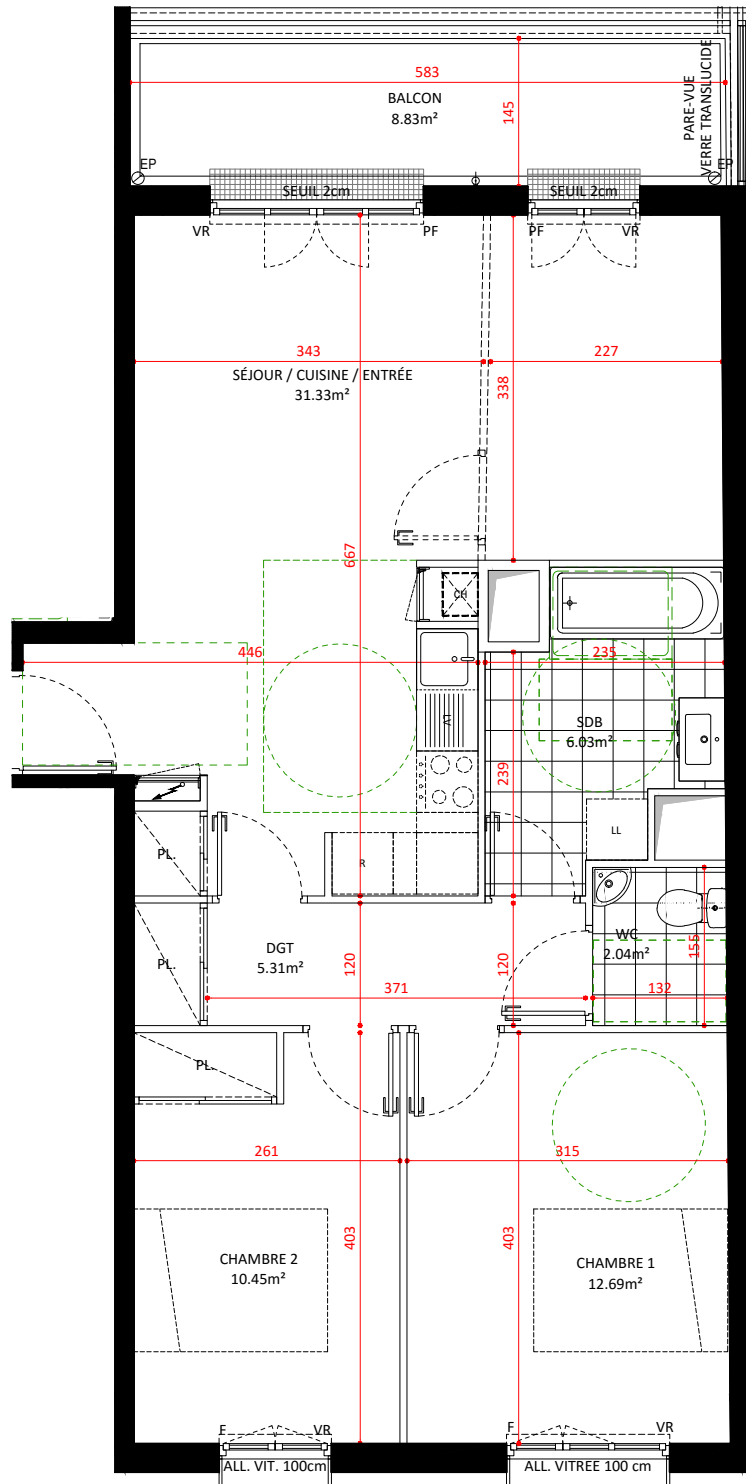 583
BALCON
8.83m²
145
PARE-VUE
VERRE TRANSLUCIDE
EP
EP
SEUIL 2cm
SEUIL 2cm
VR
PF
PF
VR
343
227
SÉJOUR / CUISINE / ENTRÉE
31.33m²
338
667
CH
446
235
LV
SDB
6.03m²
239
LL
PL.
R
WC
2.04m²
155
DGT
5.31m²
PL.
120
120
371
132
PL.
261
315
403
403
CHAMBRE 2
10.45m²
CHAMBRE 1
12.69m²
F
VR
F
VR
ALL. VIT. 100cm
ALL. VITREE 100 cm